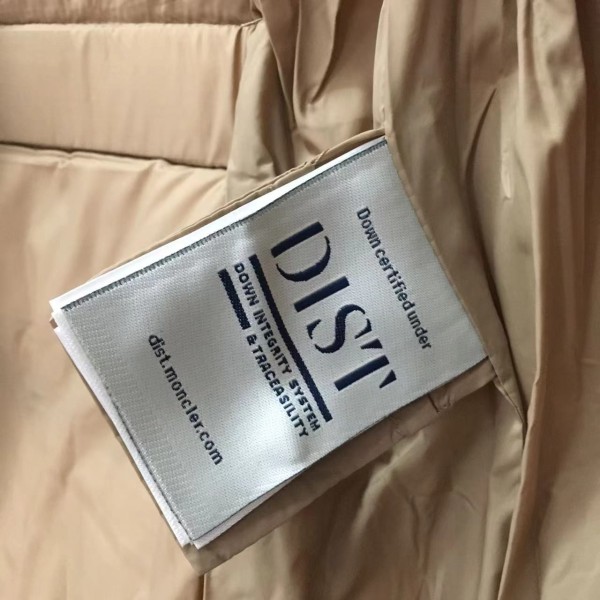 Down certified under
DIST
DOWN INTEGRITY SYSTEM
& TRACEABILITY
dist.moncler.com